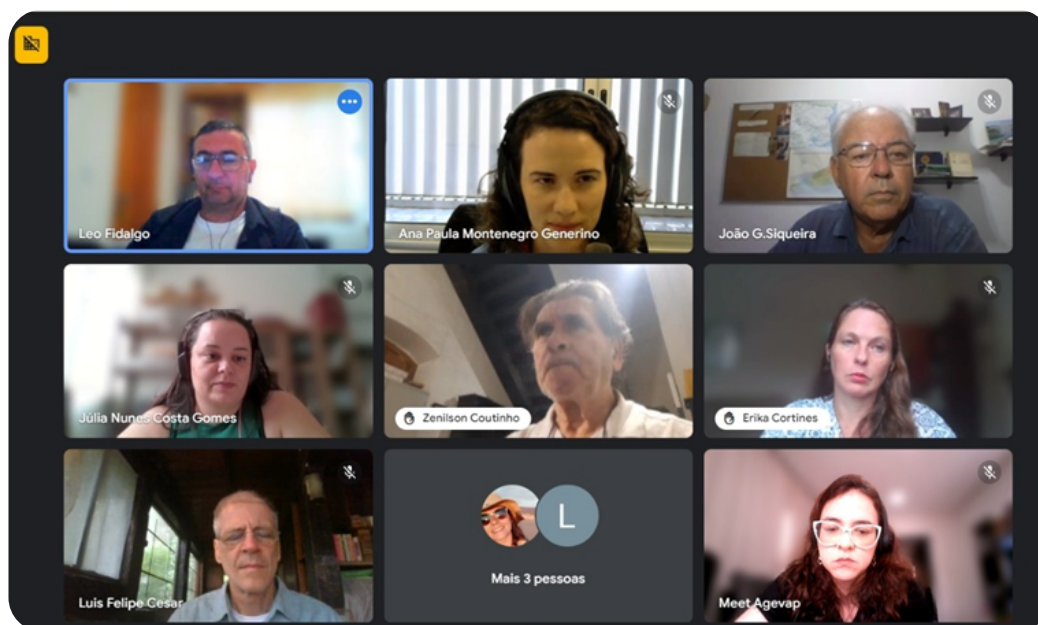 Leo Fidalgo
Ana Paula Montenegro Generino
João G.Siqueira
Júlia Nunes Costa Gomes
Zenilson Coutinho
Erika Cortines
Luis Felipe Cesar
L
Mais 3 pessoas
Meet Agevap